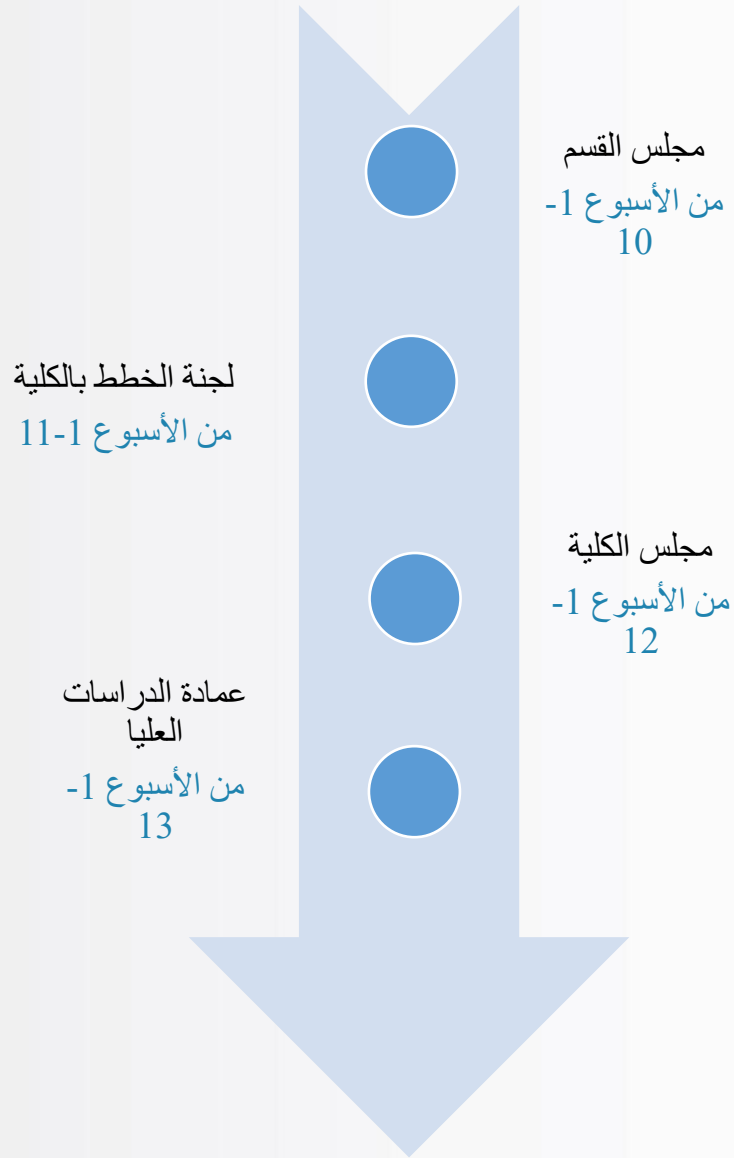 مجلس القسم
من الأسبوع 1-
10
لجنة الخطط بالكلية
من الأسبوع 1-11
مجلس الكلية
من الأسبوع 1-
12
عمادة الدراسات
العليا
من الأسبوع 1-
13